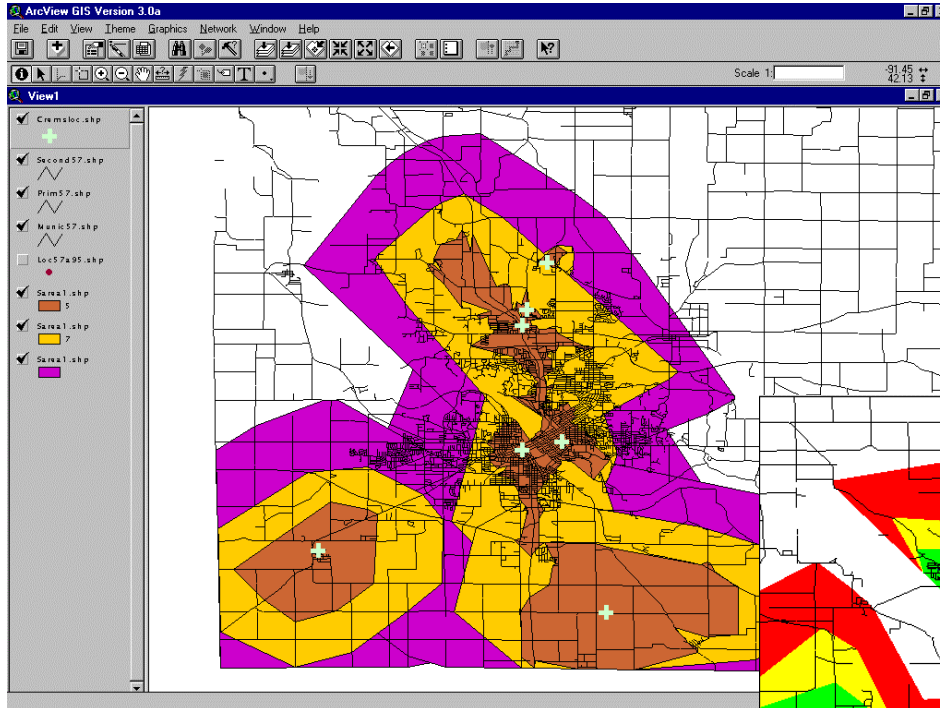 ArcView GIS Version 3.0a
File Edit View Theme Graphics Network Window Help
Scale 1:
-91.45
42.13
View1
Cremsloc.shp
Second57.shp
Prim57.shp
Munic57.shp
Loc57a95.shp
Sarea1.shp
5
Sarea1.shp
7
Sarea1.shp